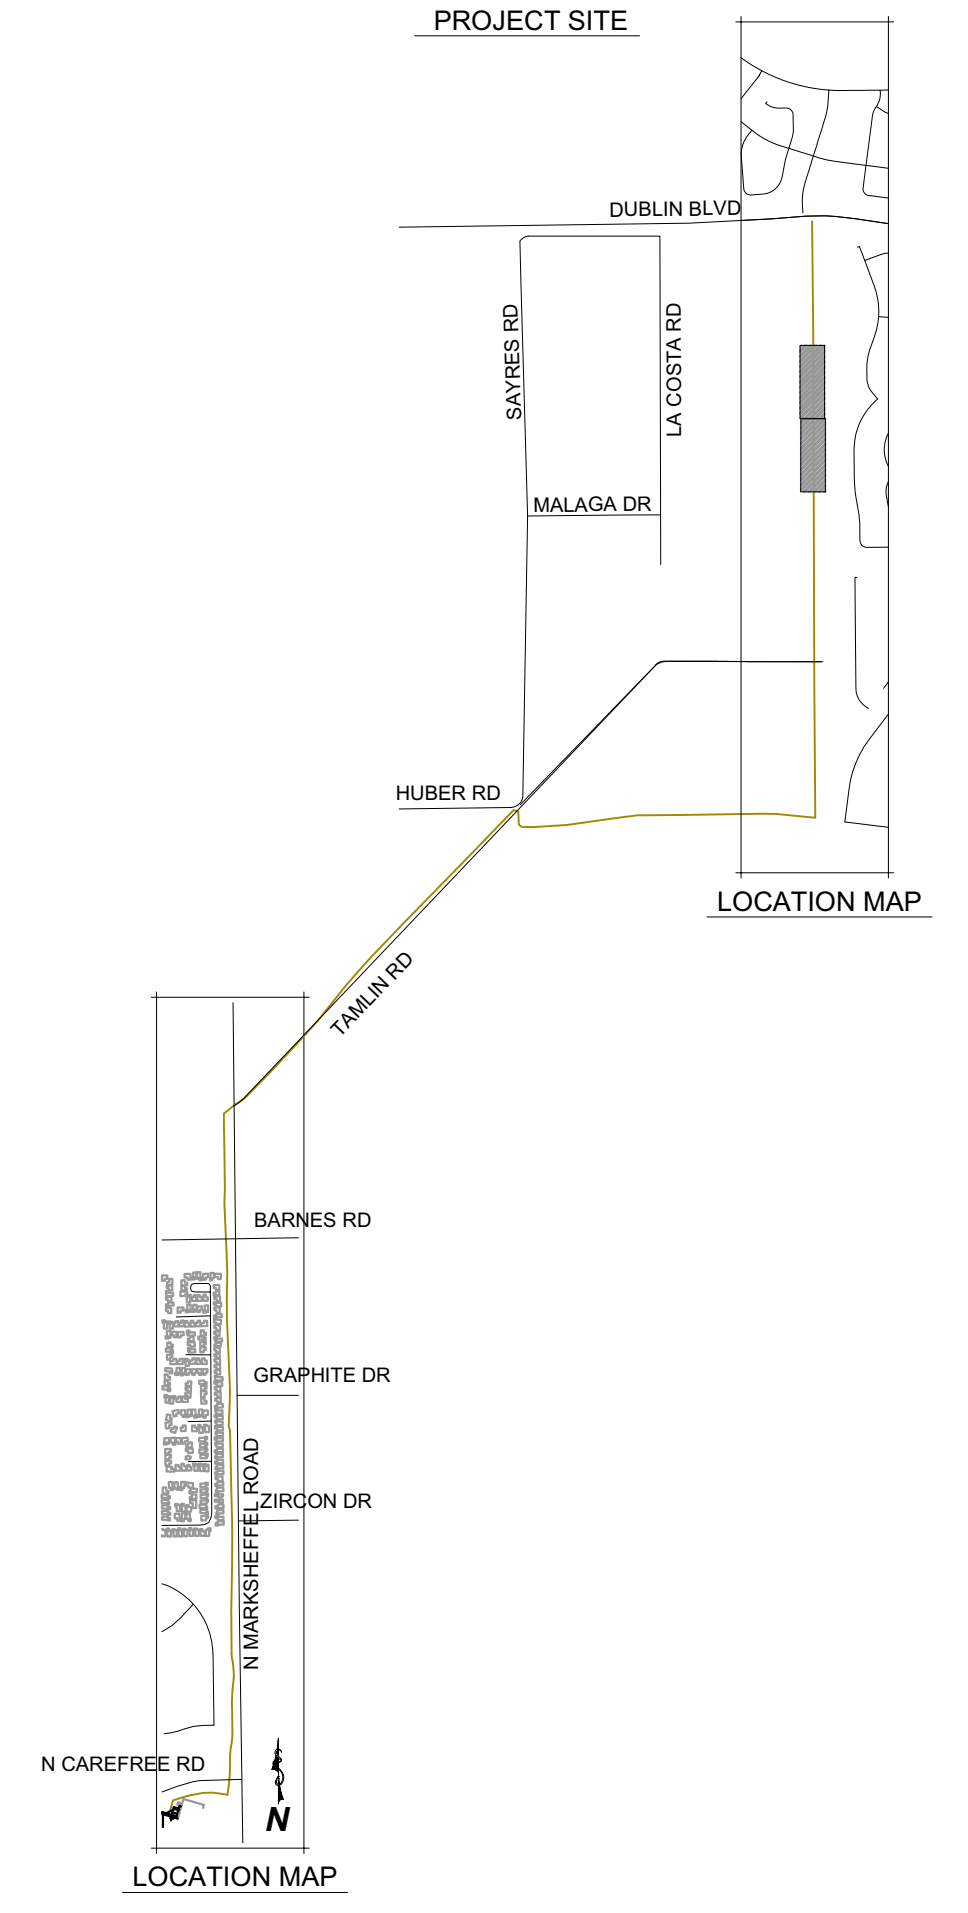 PROJECT SITE
DUBLIN BLVD
SAYRES RD
LA COSTA RD
MALAGA DR
HUBER RD
LOCATION MAP
TAMLIN RD
BARNES RD
GRAPHITE DR
N MARKSHEFFEL ROAD
ZIRCON DR
N CAREFREE RD
N
LOCATION MAP